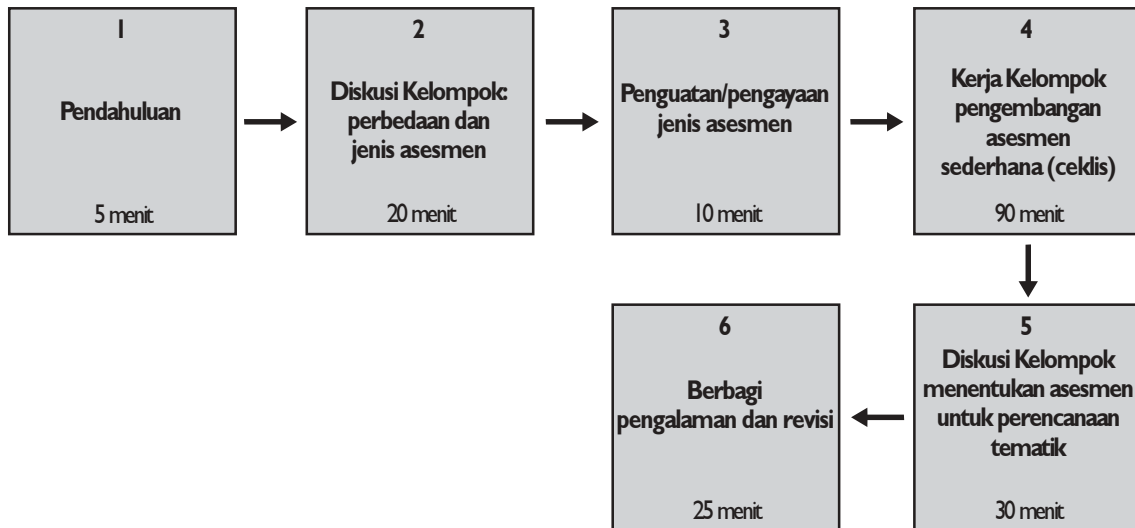 1
Pendahuluan
5 menit
2
Diskusi Kelompok:
perbedaan dan
jenis asesmen
20 menit
3
Penguatan/pengayaan
jenis asesmen
10 menit
4
Kerja Kelompok
pengembangan
asesmen
sederhana (ceklis)
90 menit
5
Diskusi Kelompok
menentukan asesmen
untuk perencanaan
tematik
30 menit
6
Berbagi
pengalaman dan revisi
25 menit